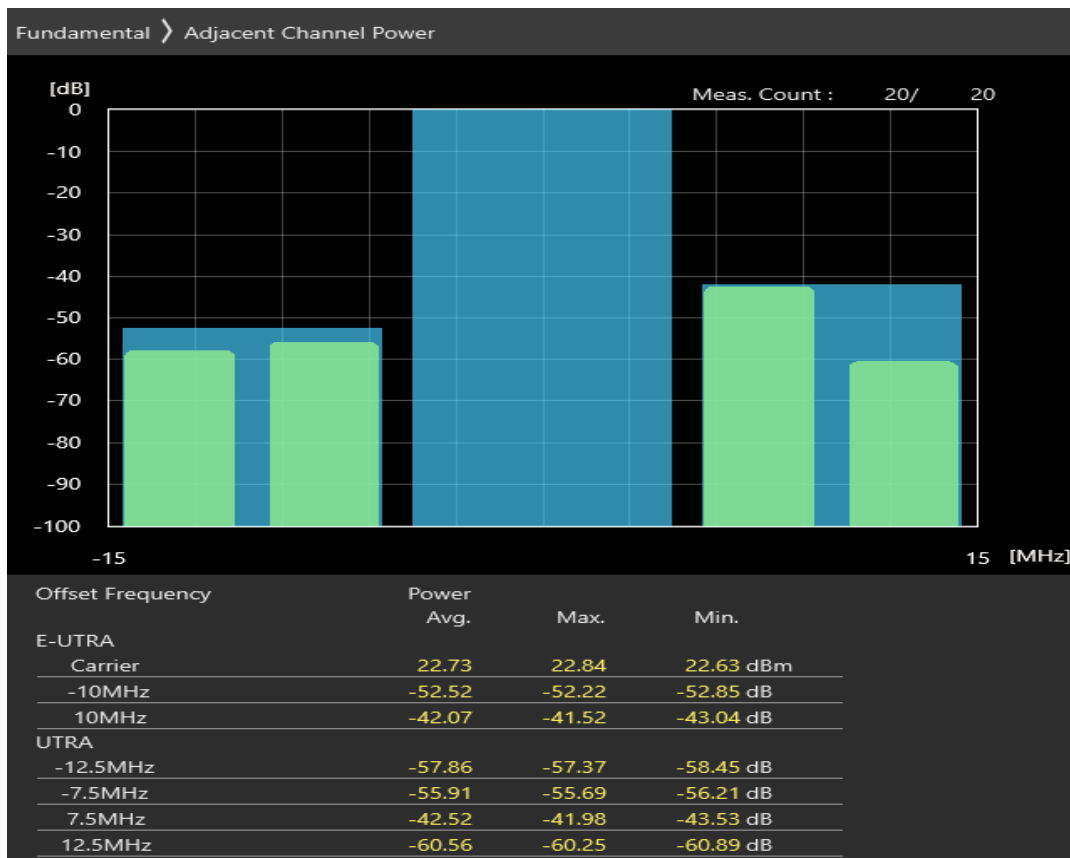 Fundamental 〉 Adjacent Channel Power
[dB]
Meas. Count : 20/ 20
0
-10
-20
-30
-40
-50
-60
-70
-80
-90
-100
-15 15 [MHz]
Offset Frequency Power
Avg. Max. Min.
E-UTRA
Carrier 22.73 22.84 22.63 dBm
-10MHz -52.52 -52.22 -52.85 dB
10MHz -42.07 -41.52 -43.04 dB
UTRA
-12.5MHz -57.86 -57.37 -58.45 dB
-7.5MHz -55.91 -55.69 -56.21 dB
7.5MHz -42.52 -41.98 -43.53 dB
12.5MHz -60.56 -60.25 -60.89 dB